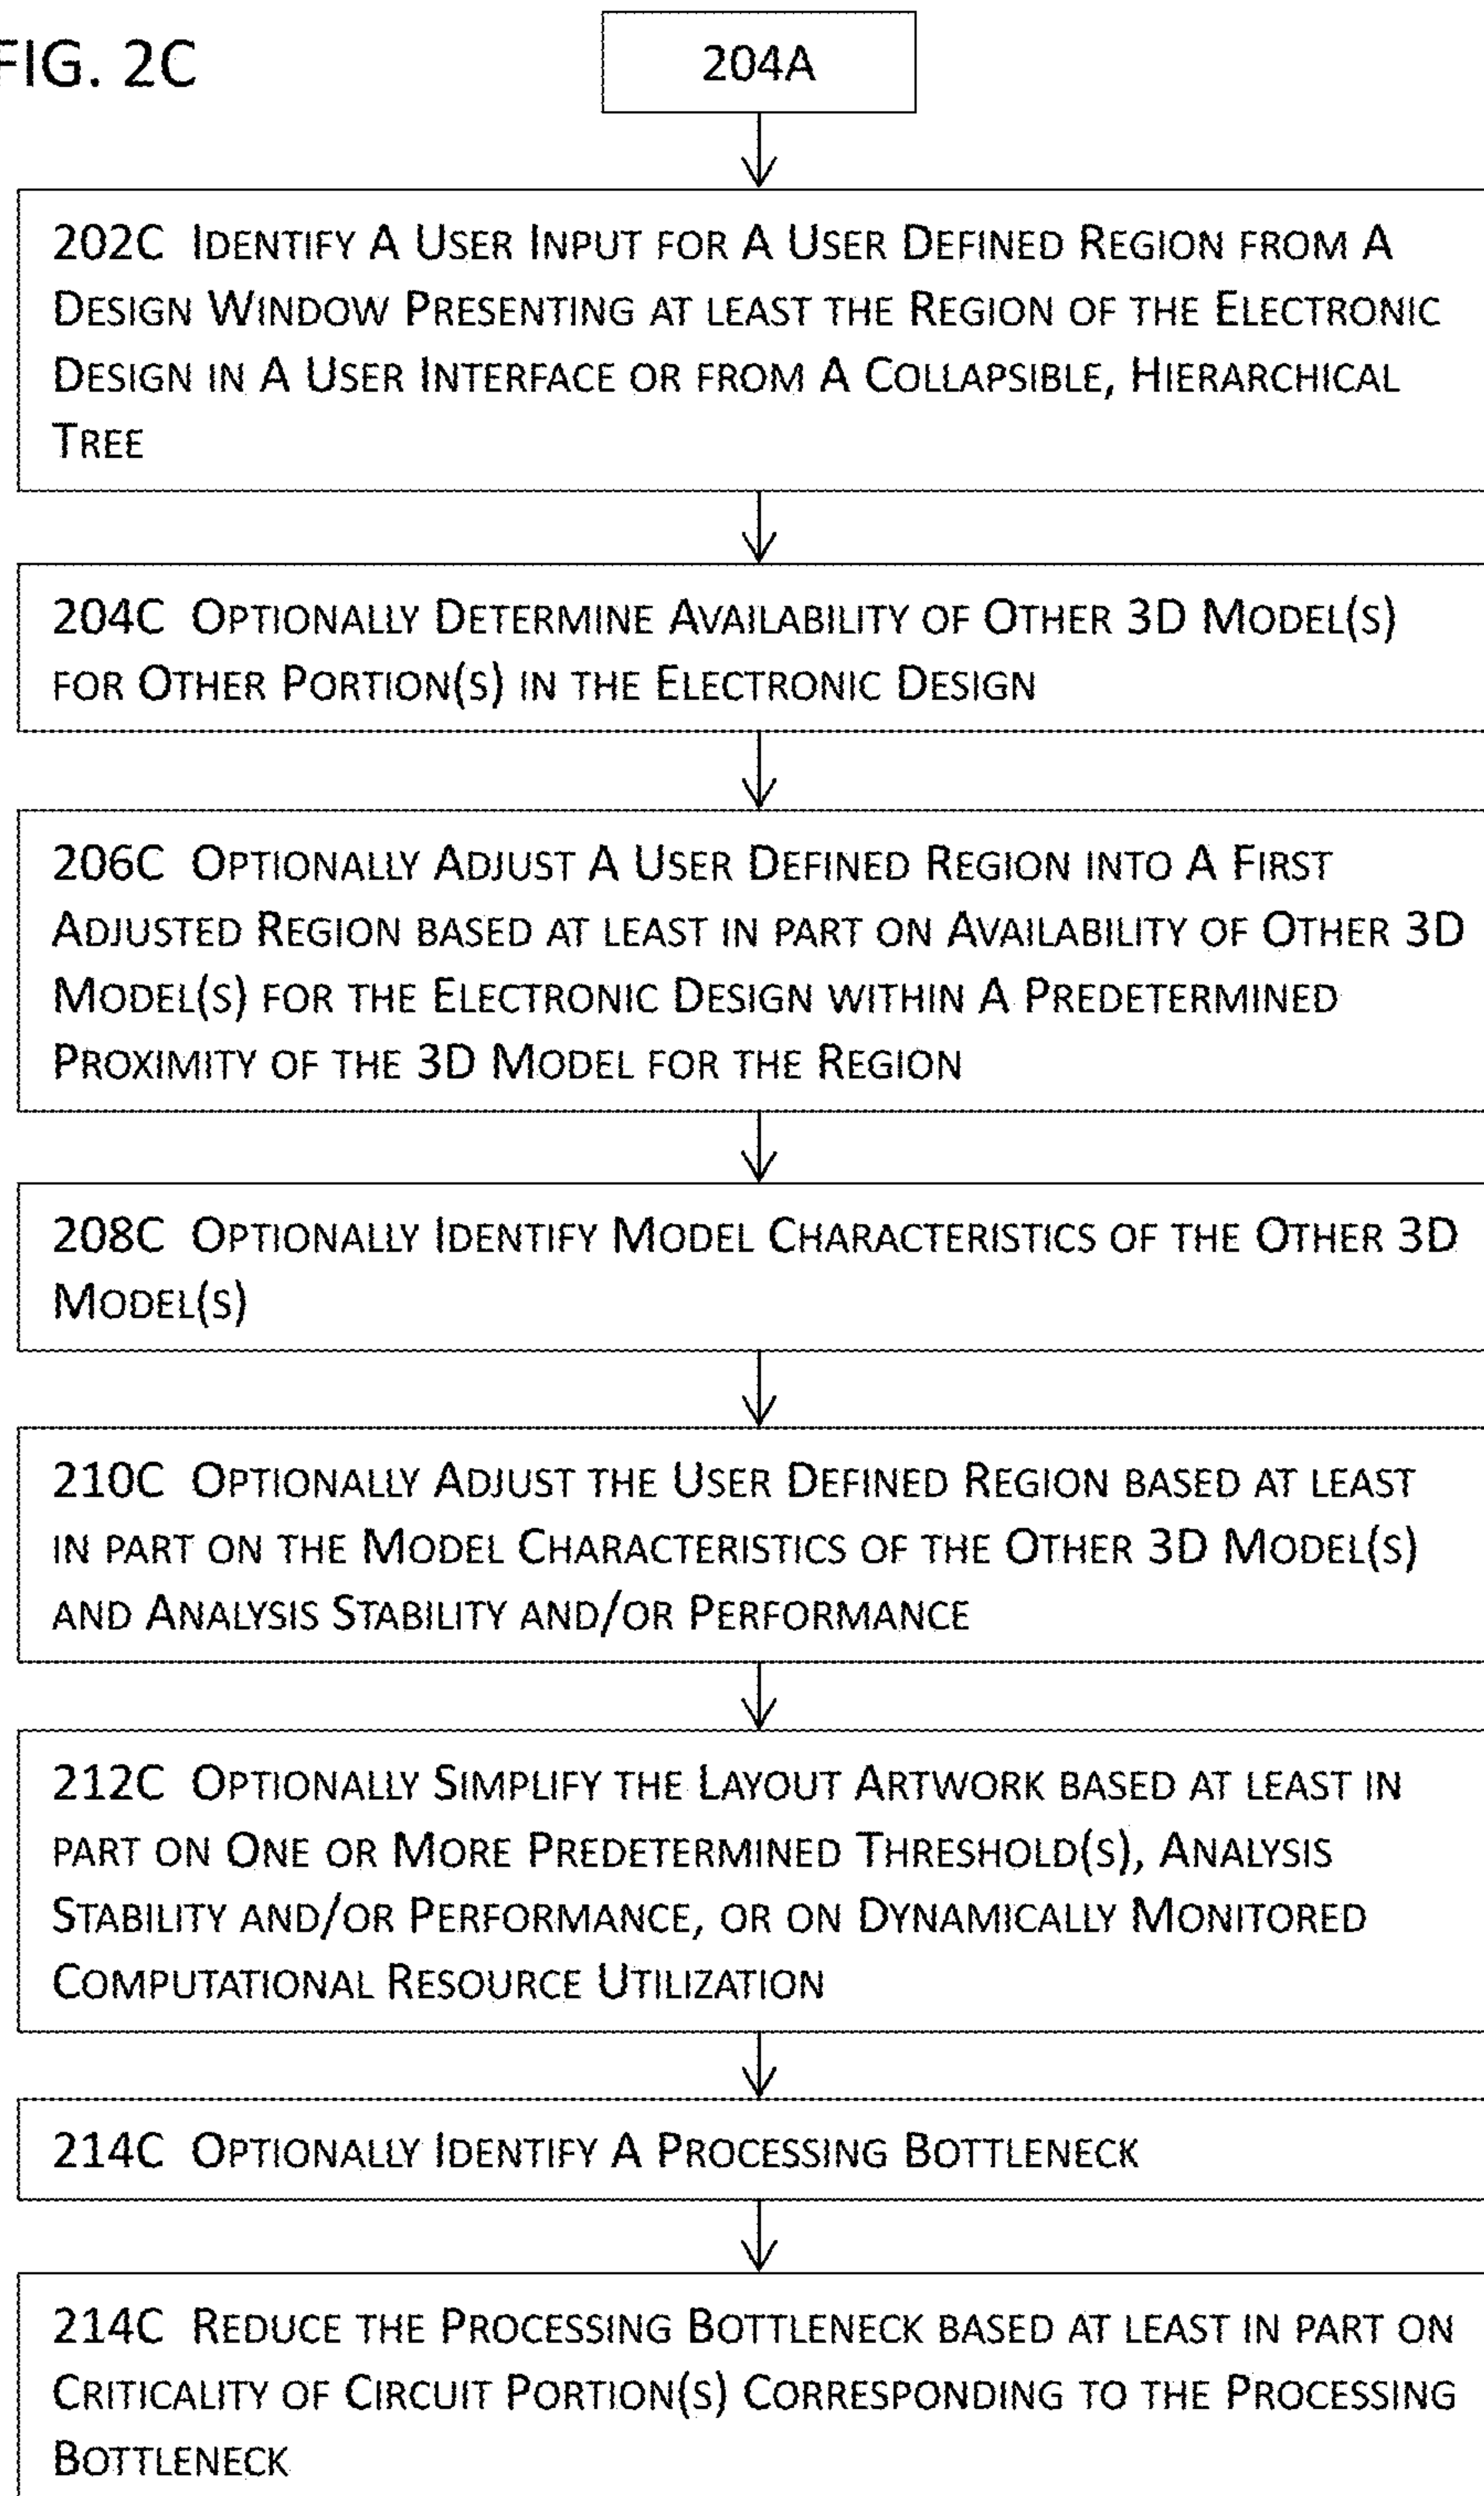 FIG. 2C
204A
202C IDENTIFY A USER INPUT FOR A USER DEFINED REGION FROM A
DESIGN WINDOW PRESENTING AT LEAST THE REGION OF THE ELECTRONIC
DESIGN IN A USER INTERFACE OR FROM A COLLAPSIBLE, HIERARCHICAL
TREE
204C OPTIONALLY DETERMINE AVAILABILITY OF OTHER 3D MODEL(S)
FOR OTHER PORTION(S) IN THE ELECTRONIC DESIGN
206C OPTIONALLY ADJUST A USER DEFINED REGION INTO A FIRST
ADJUSTED REGION BASED AT LEAST IN PART ON AVAILABILITY OF OTHER 3D
MODEL(S) FOR THE ELECTRONIC DESIGN WITHIN A PREDETERMINED
PROXIMITY OF THE 3D MODEL FOR THE REGION
208C OPTIONALLY IDENTIFY MODEL CHARACTERISTICS OF THE OTHER 3D
MODEL(S)
210C OPTIONALLY ADJUST THE USER DEFINED REGION BASED AT LEAST
IN PART ON THE MODEL CHARACTERISTICS OF THE OTHER 3D MODEL(S)
AND ANALYSIS STABILITY AND/OR PERFORMANCE
212C OPTIONALLY SIMPLIFY THE LAYOUT ARTWORK BASED AT LEAST IN
PART ON ONE OR MORE PREDETERMINED THRESHOLD(S), ANALYSIS
STABILITY AND/OR PERFORMANCE, OR ON DYNAMICALLY MONITORED
COMPUTATIONAL RESOURCE UTILIZATION
214C OPTIONALLY IDENTIFY A PROCESSING BOTTLENECK
214C REDUCE THE PROCESSING BOTTLENECK BASED AT LEAST IN PART ON
CRITICALITY OF CIRCUIT PORTION(S) CORRESPONDING TO THE PROCESSING
BOTTLENECK